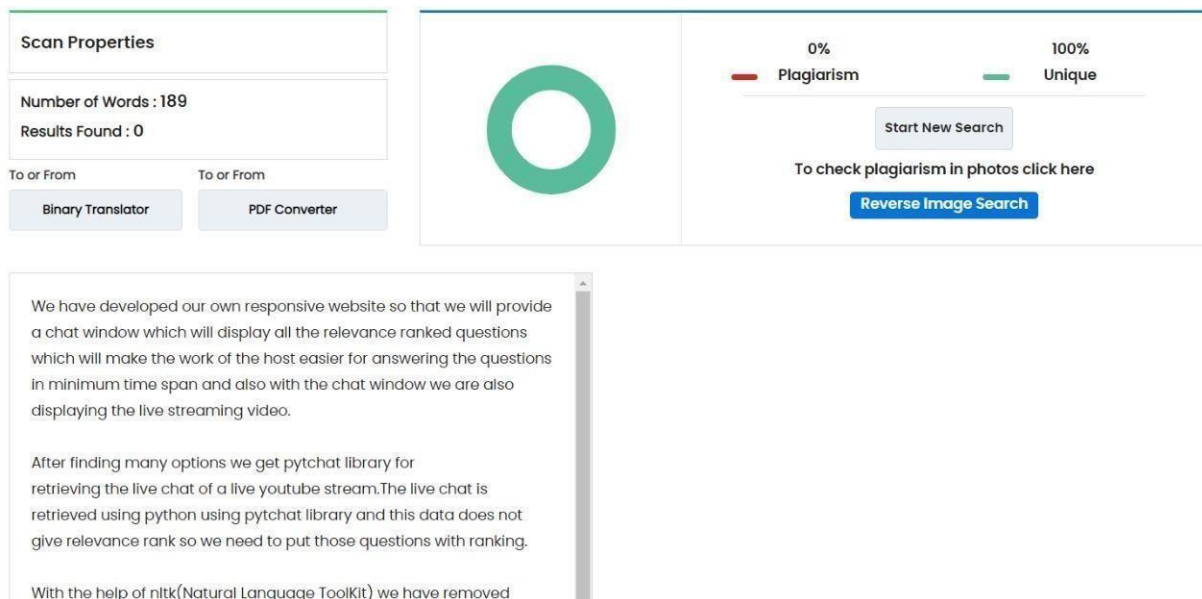 Scan Properties
Number of Words : 189
Results Found : 0
To or From
To or From
Binary Translator
PDF Converter
0%
100%
Plagiarism
Unique
Start New Search
To check plagiarism in photos click here
Reverse Image Search
We have developed our own responsive website so that we will provide
a chat window which will display all the relevance ranked questions
which will make the work of the host easier for answering the questions
in minimum time span and also with the chat window we are also
displaying the live streaming video.
After finding many options we get pytchat library for
retrieving the live chat of a live youtube stream.The live chat is
retrieved using python using pytchat library and this data does not
give relevance rank so we need to put those questions with ranking.
With the help of nltk(Natural Language ToolKit) we have removed